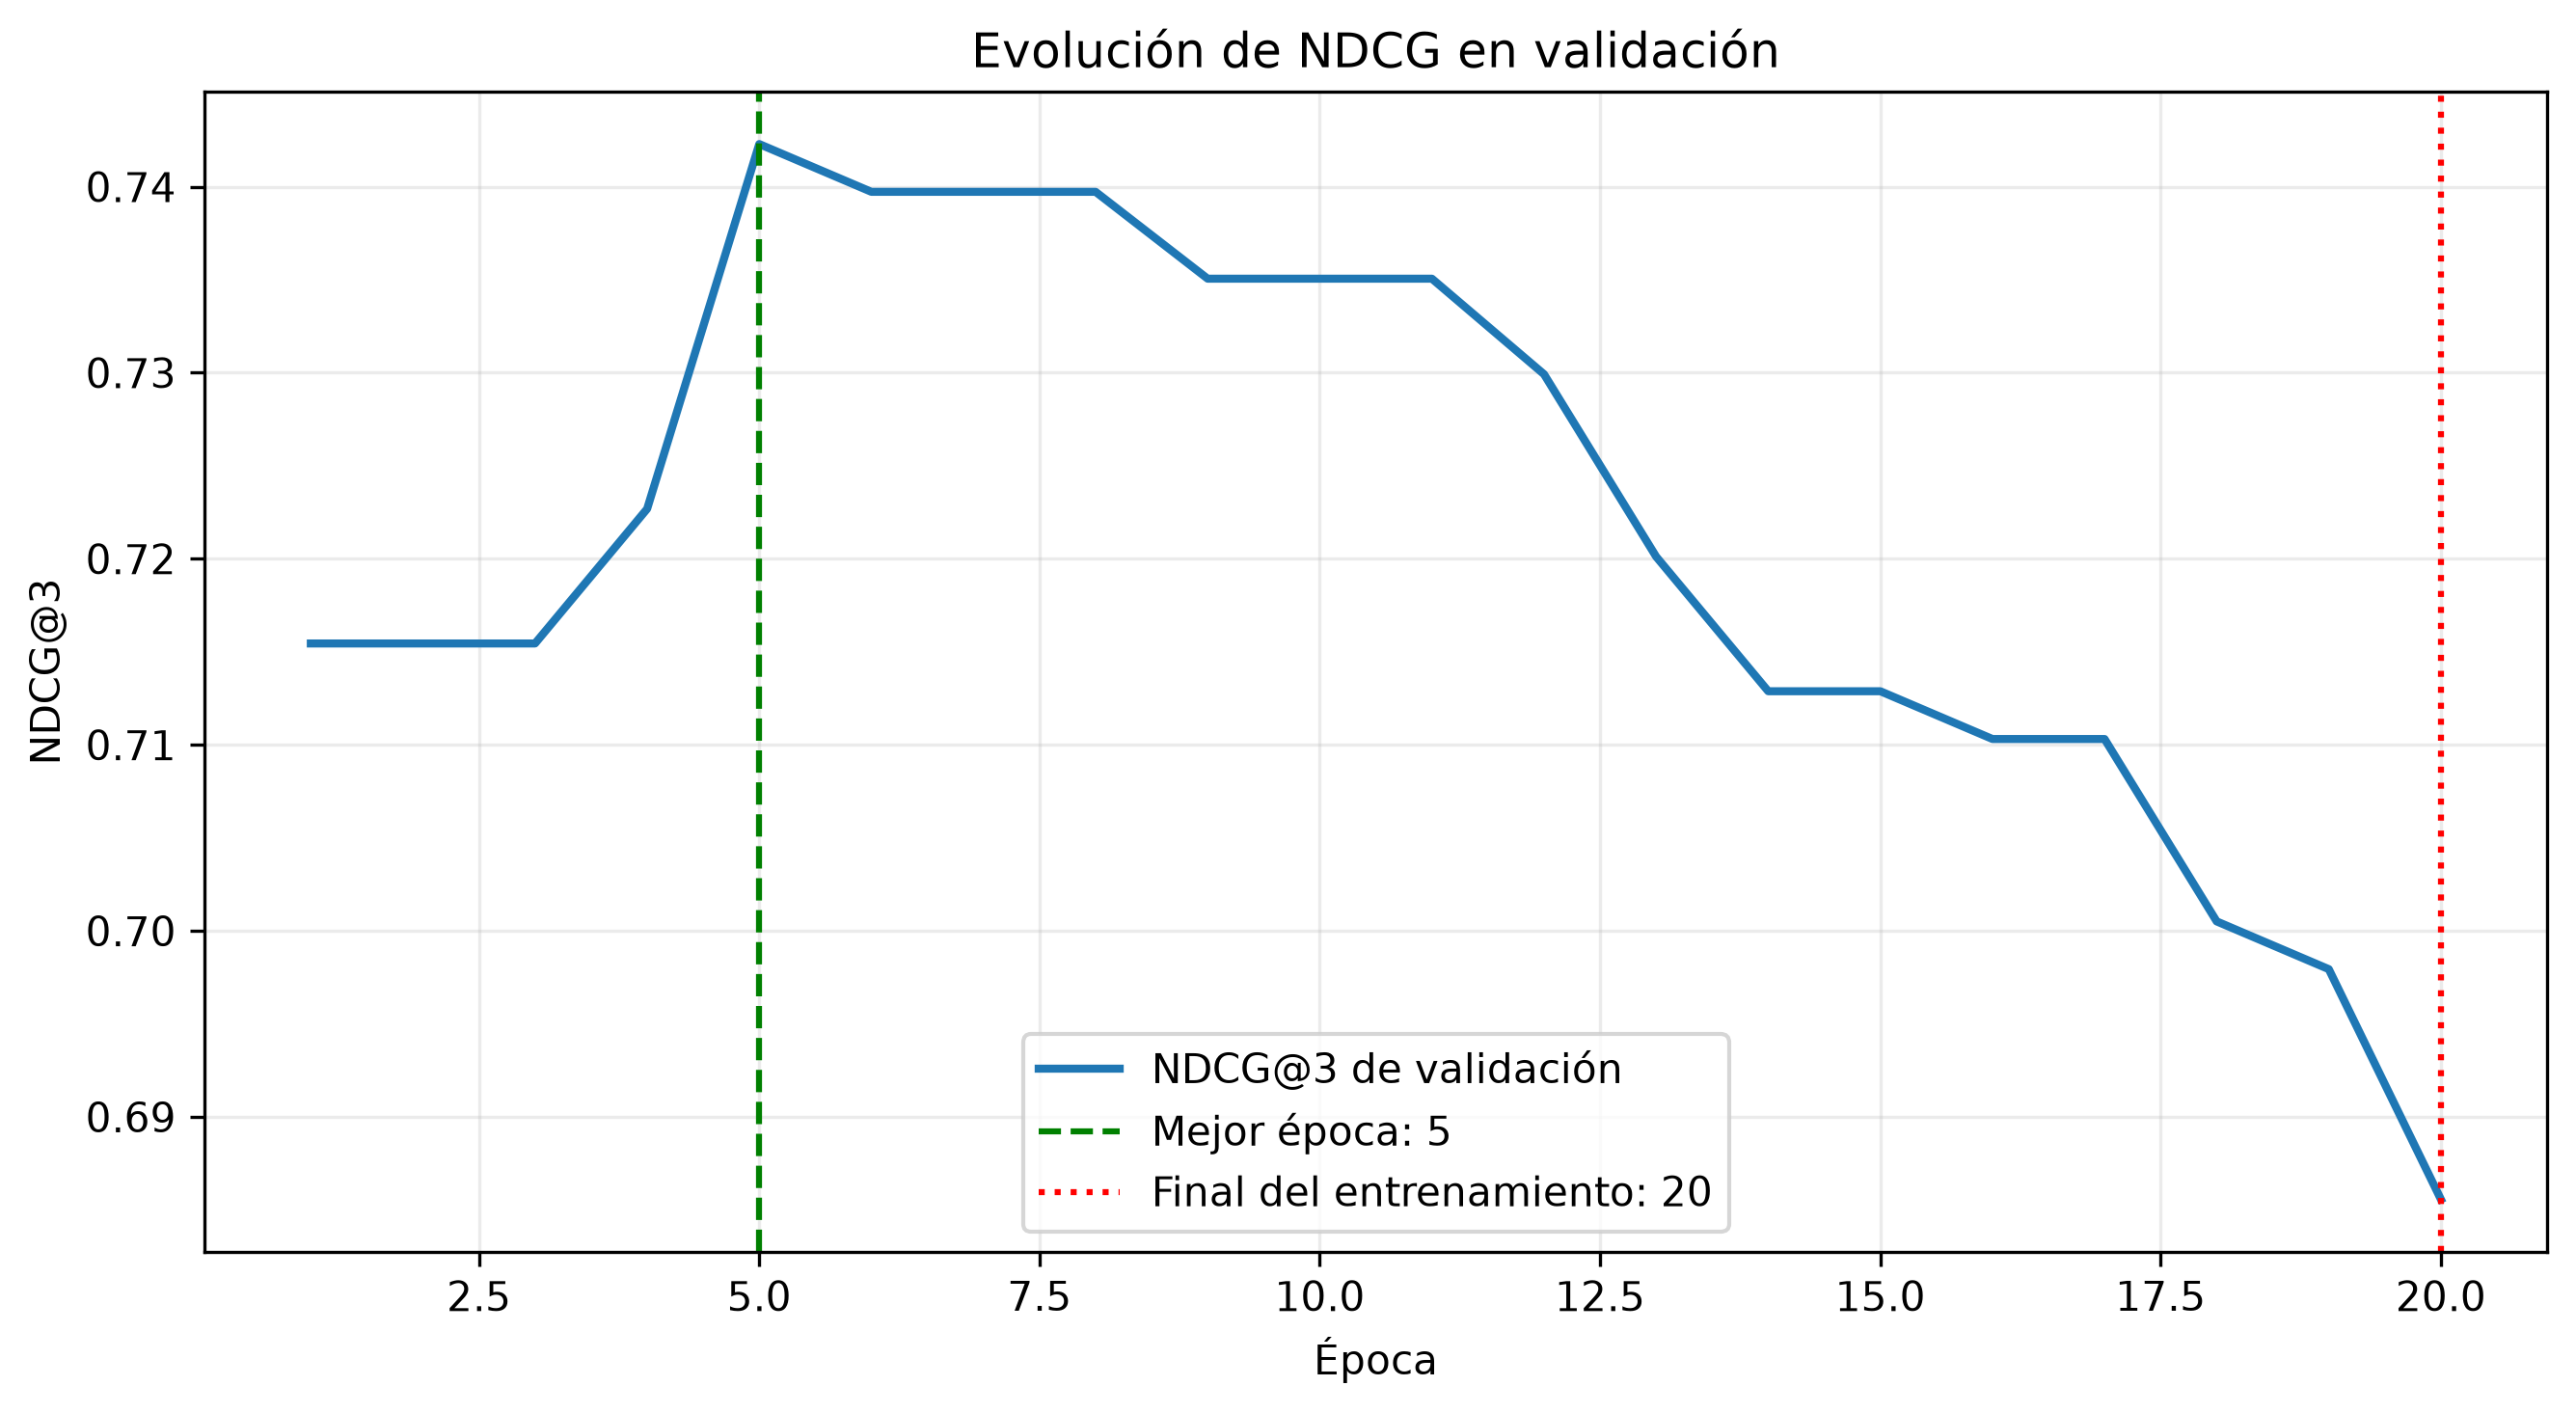 Evolución de NDCG en validación
NDCG@3
0.74
0.73
0.72
0.71
0.70
0.69
NDCG@3 de validación
Mejor época: 5
Final del entrenamiento: 20
2.5 5.0 7.5 10.0 12.5 15.0 17.5 20.0
Época